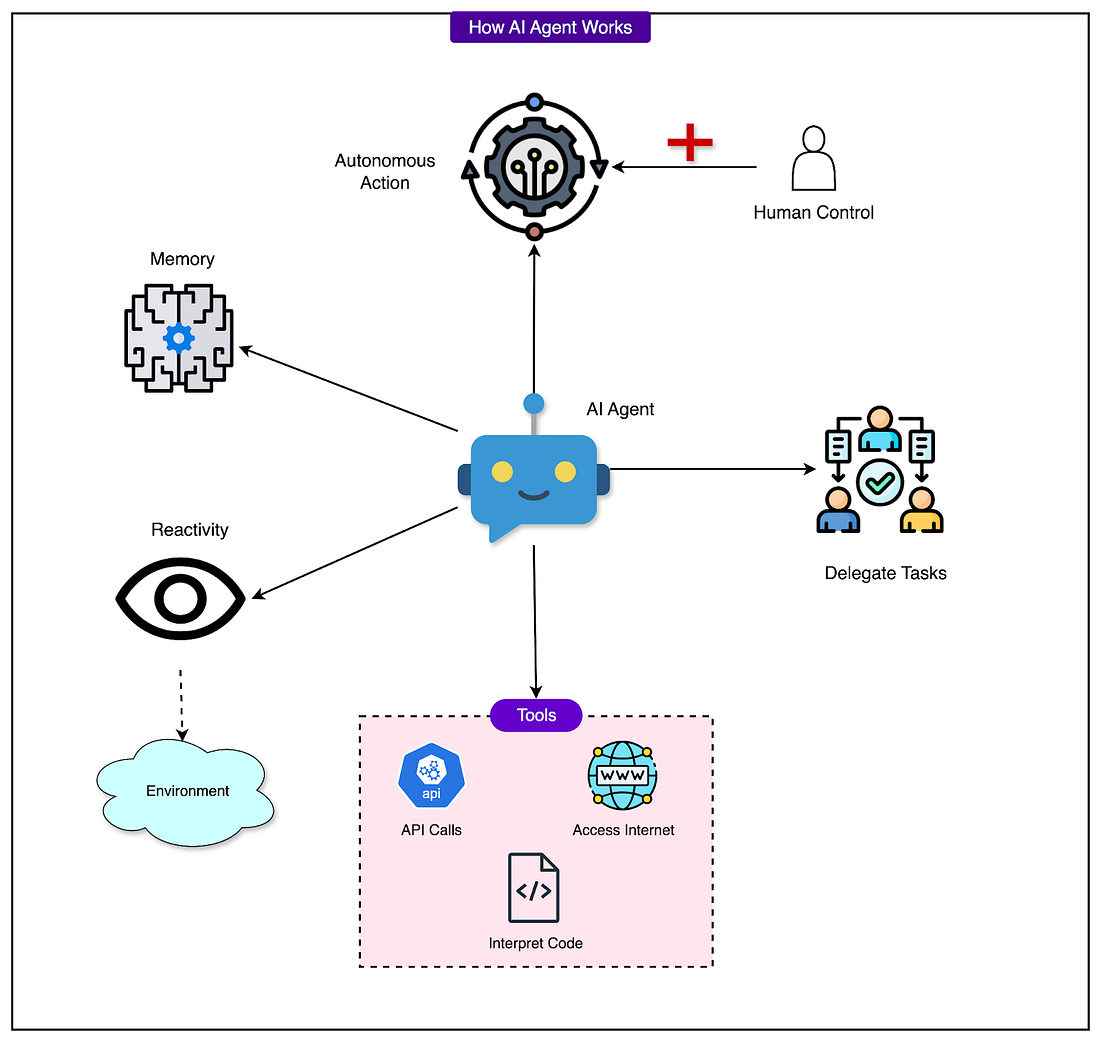 How AI Agent Works
Autonomous
Action
Human Control
Memory
AI Agent
Reactivity
Delegate Tasks
Environment
Tools
api
API Calls
WWW
Access Internet
</>
Interpret Code